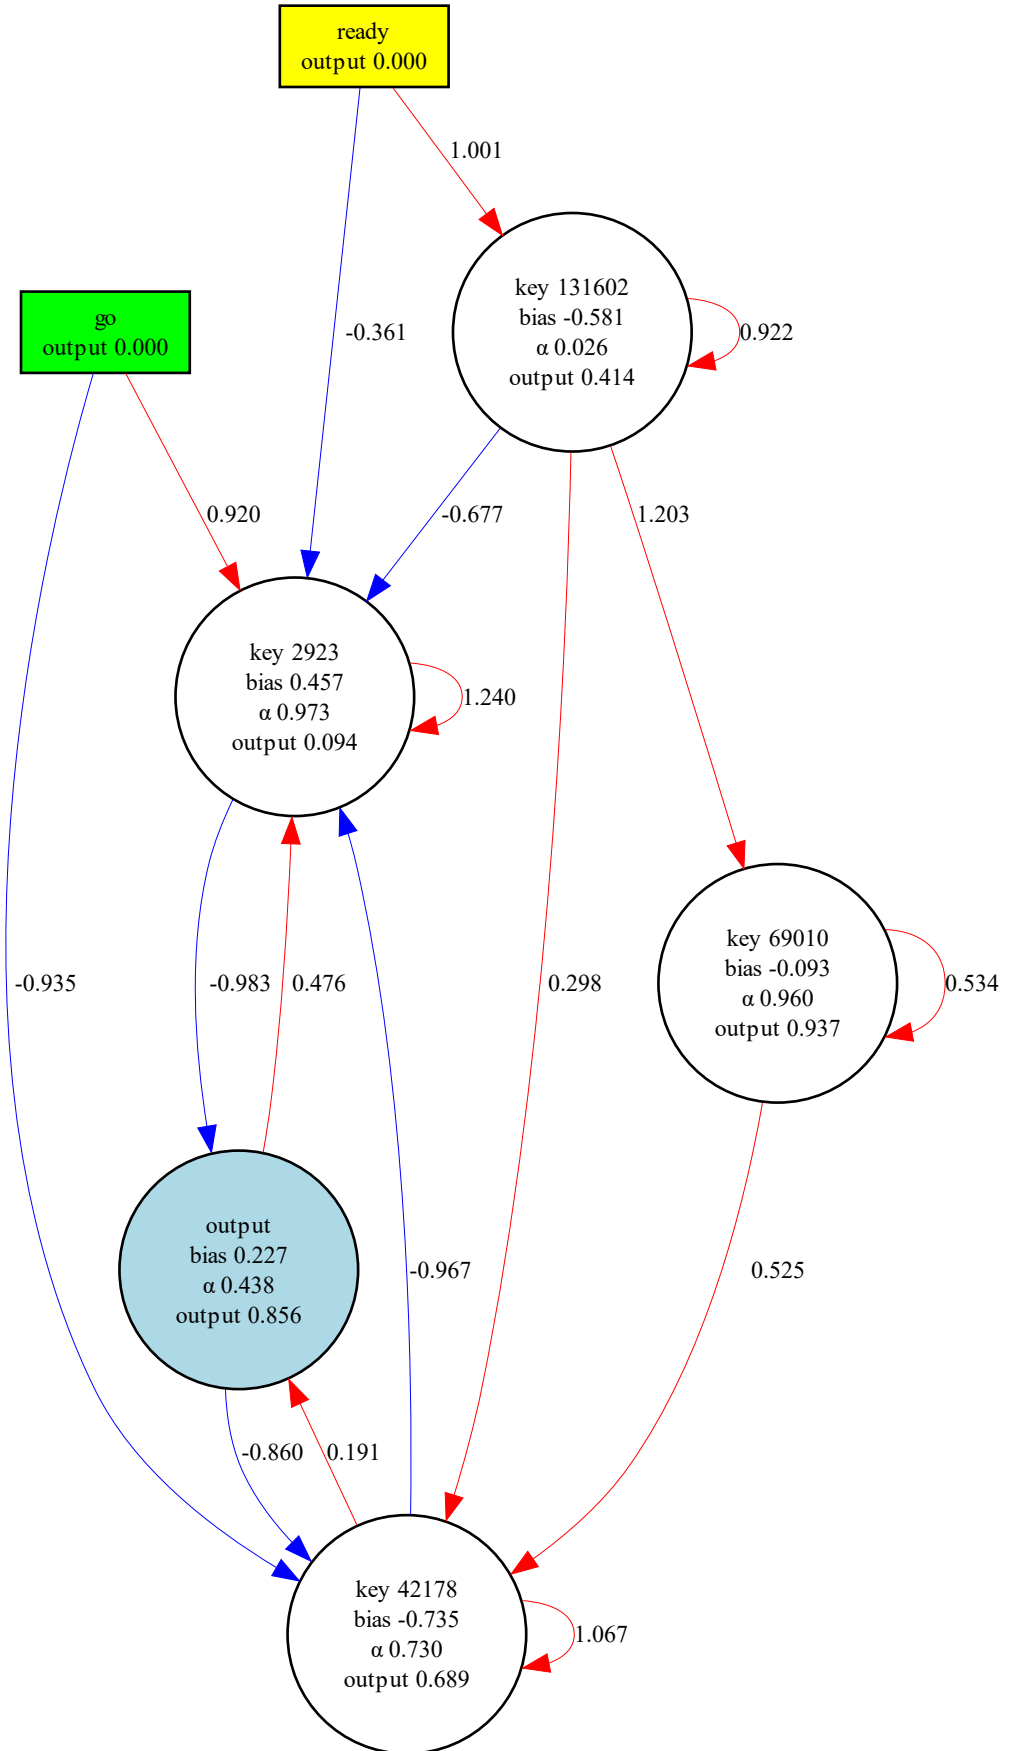 ready
output 0.000
1.001
go
output 0.000
-0.361
key 131602
bias -0.581
α 0.026
output 0.414
0.922
0.920
-0.677
1.203
key 2923
bias 0.457
α 0.973
output 0.094
1.240
-0.935
-0.983
0.476
0.298
key 69010
bias -0.093
α 0.960
output 0.937
0.534
output
bias 0.227
α 0.438
output 0.856
-0.967
0.525
-0.860
0.191
key 42178
bias -0.735
α 0.730
output 0.689
1.067